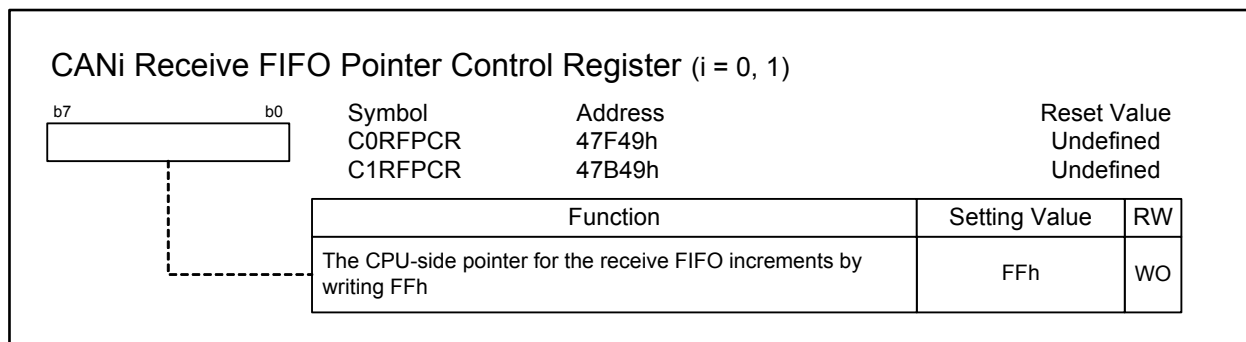 CANi Receive FIFO Pointer Control Register (i = 0, 1)
b7 b0 Symbol Address Reset Value
C0RFPCR 47F49h Undefined
C1RFPCR 47B49h Undefined
Function Setting Value RW
The CPU-side pointer for the receive FIFO increments by
writing FFh
FFh WO